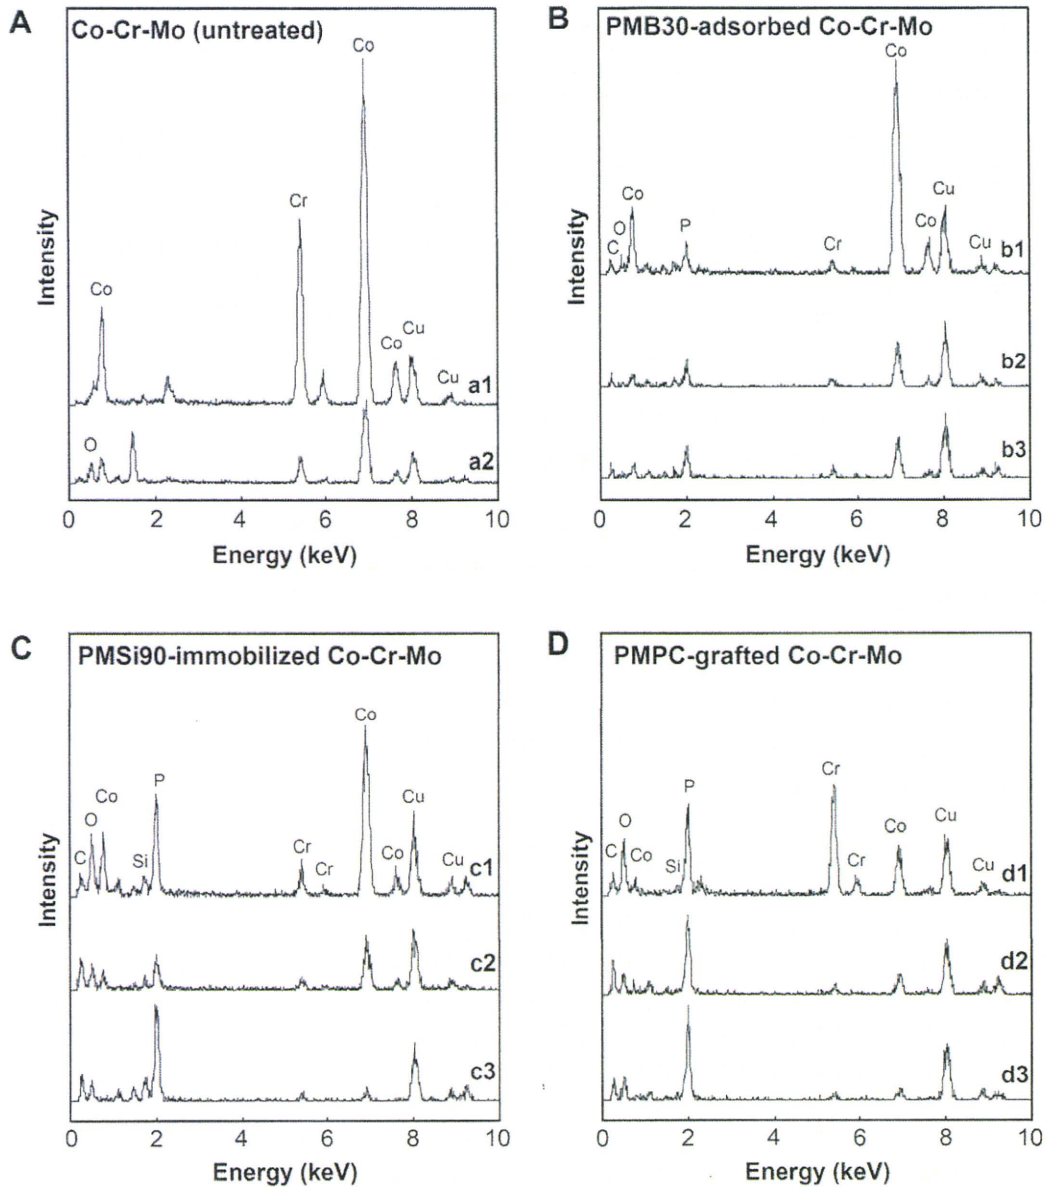 A
Co-Cr-Mo (untreated)
Co
Cr
Co
Co
Cu
Cu
a1
O
a2
Intensity
0 2 4 6 8 10
Energy (keV)
B
PMB30-adsorbed Co-Cr-Mo
Co
Co
Cu
O
P
Co
C
Cr
Cu
b1
b2
b3
Intensity
0 2 4 6 8 10
Energy (keV)
C
PMSi90-immobilized Co-Cr-Mo
Co
P
Co
Cu
O
Cr
C
Si
Co
Cr
Cu
c1
c2
c3
Intensity
0 2 4 6 8 10
Energy (keV)
D
PMPC-grafted Co-Cr-Mo
Cr
P
O
Cu
Co
C
Co
Cr
Si
Cu
d1
d2
d3
Intensity
0 2 4 6 8 10
Energy (keV)